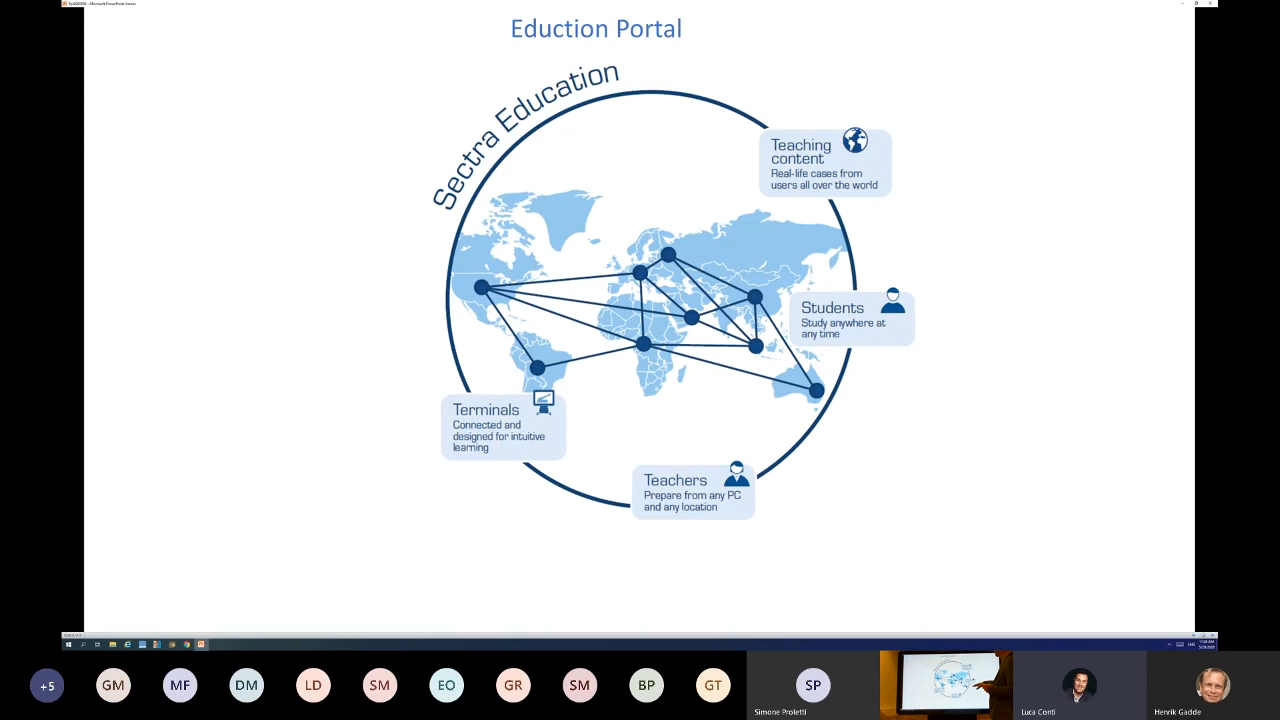 Eduction Portal
Sectra Education
Teaching
content
Real-life cases from
users all over the world
Students
Study anywhere at
any time
Terminals
Connected and
designed for intuitive
learning
Teachers
Prepare from any PC
and any location
+5
GM
MF
DM
LD
SM
EO
GR
SM
BP
GT
SP
Simone Proletti
Luca Conti
Henrik Gadde